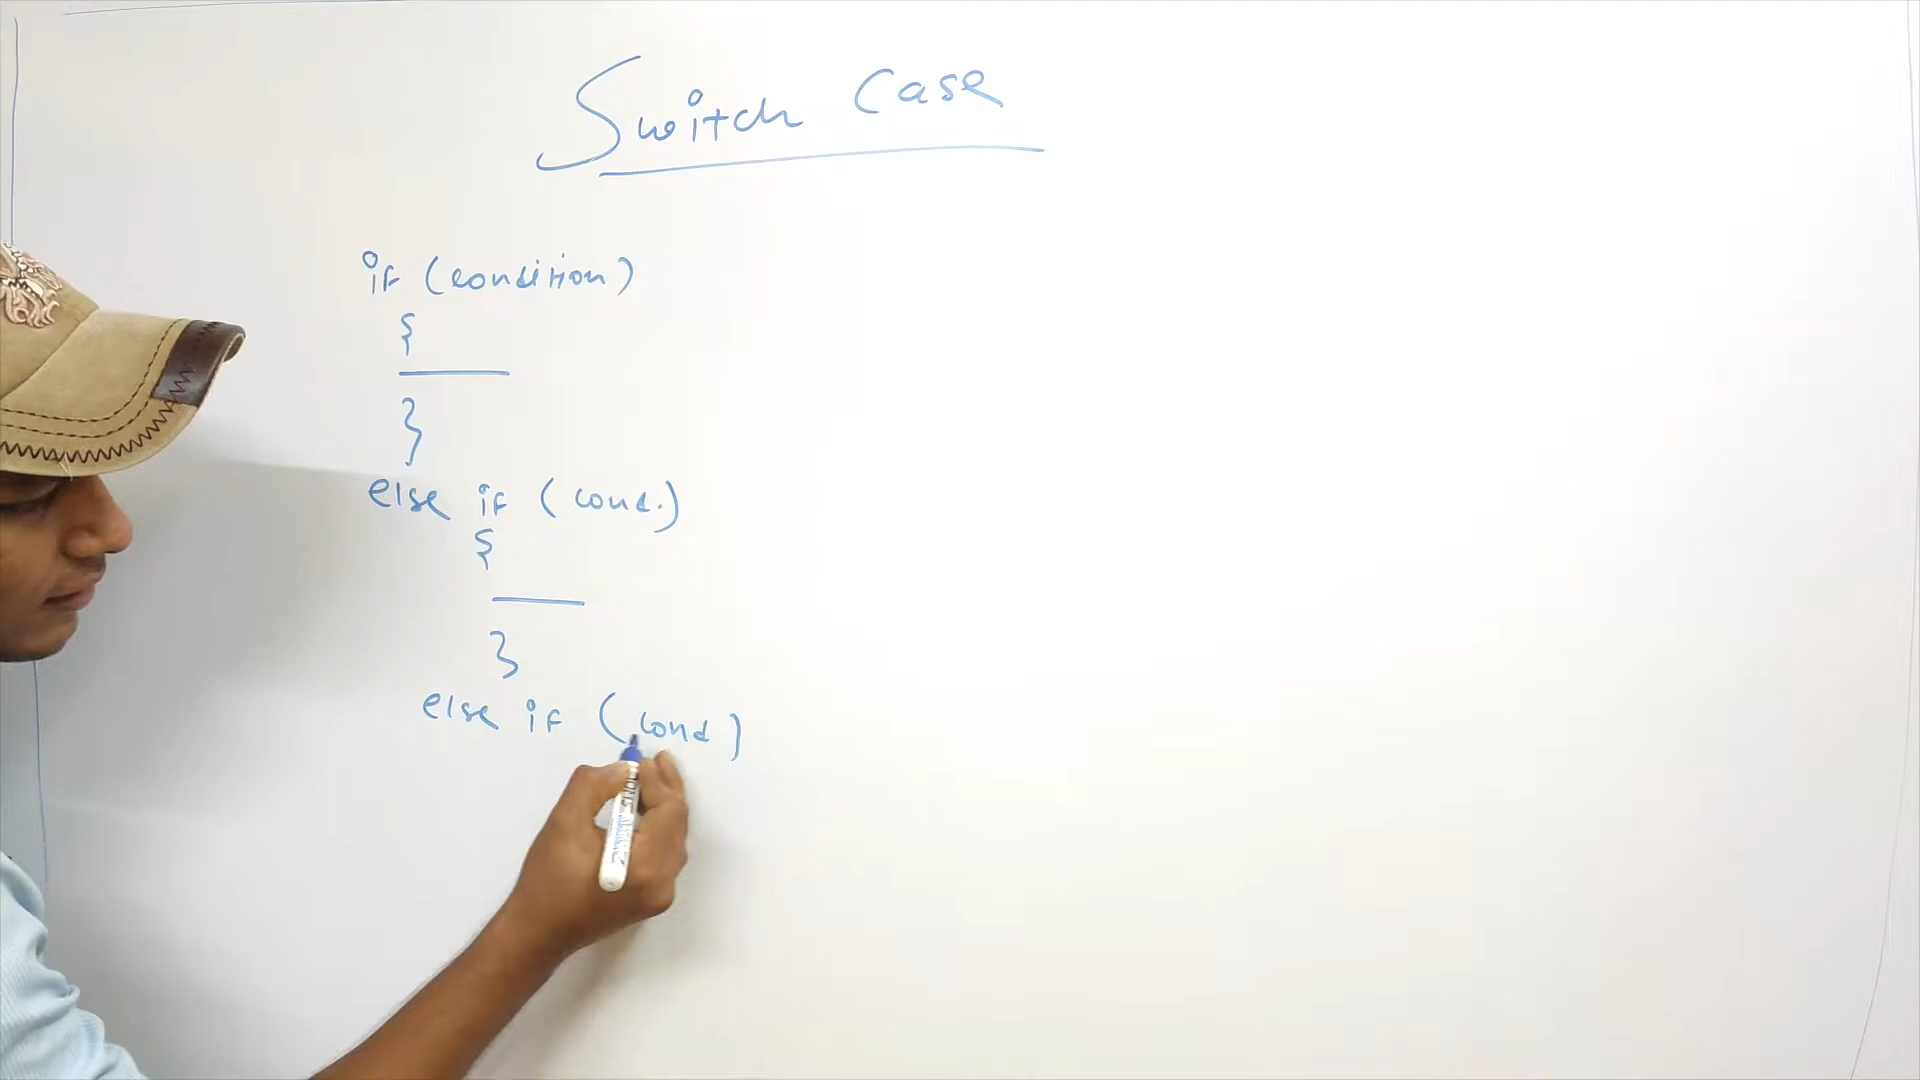 Switch Case
if (condition)
{
}
else if (cond.)
{
}
else if (cond)